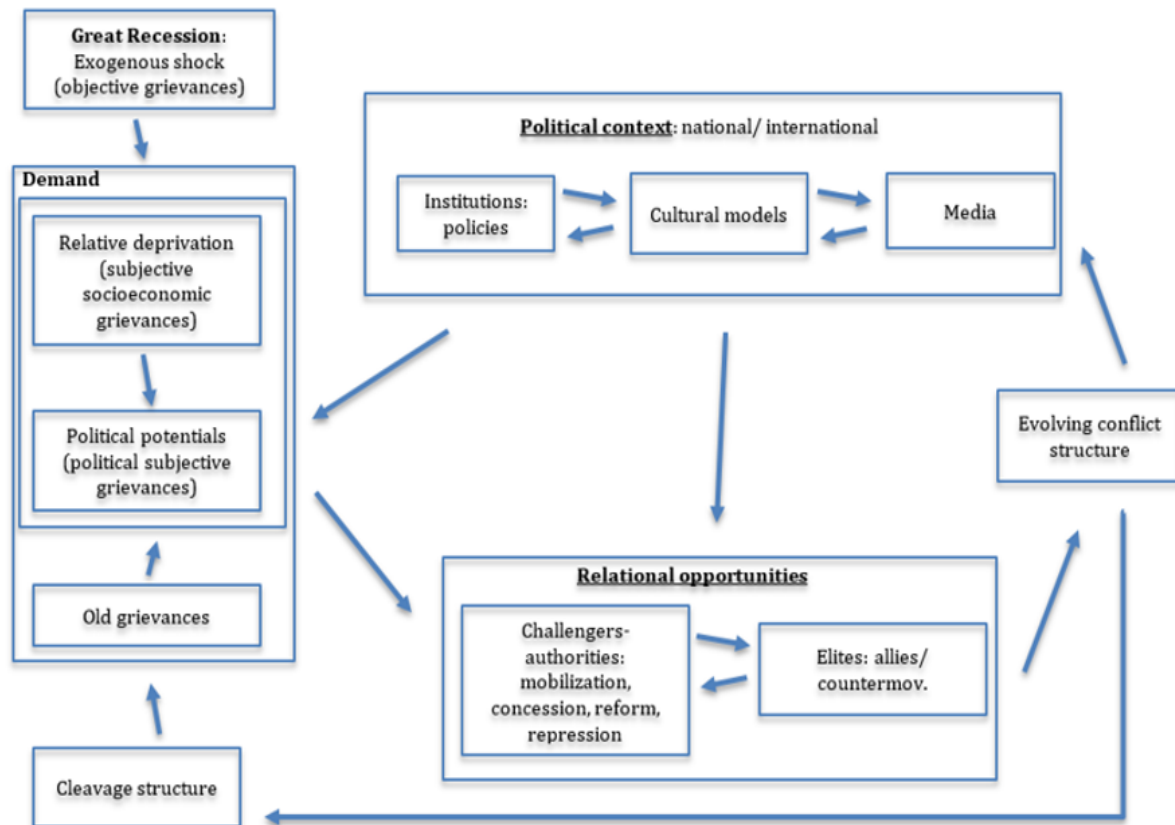 Great Recession:
Exogenous shock
(objective grievances)
Political context: national/ international
Demand
Relative deprivation
(subjective
socioeconomic
grievances)
Institutions:
policies
Cultural models
Media
Political potentials
(political subjective
grievances)
Evolving conflict
structure
Old grievances
Relational opportunities
Challengers-
authorities:
mobilization,
concession, reform,
repression
Elites: allies/
countermov.
Cleavage structure